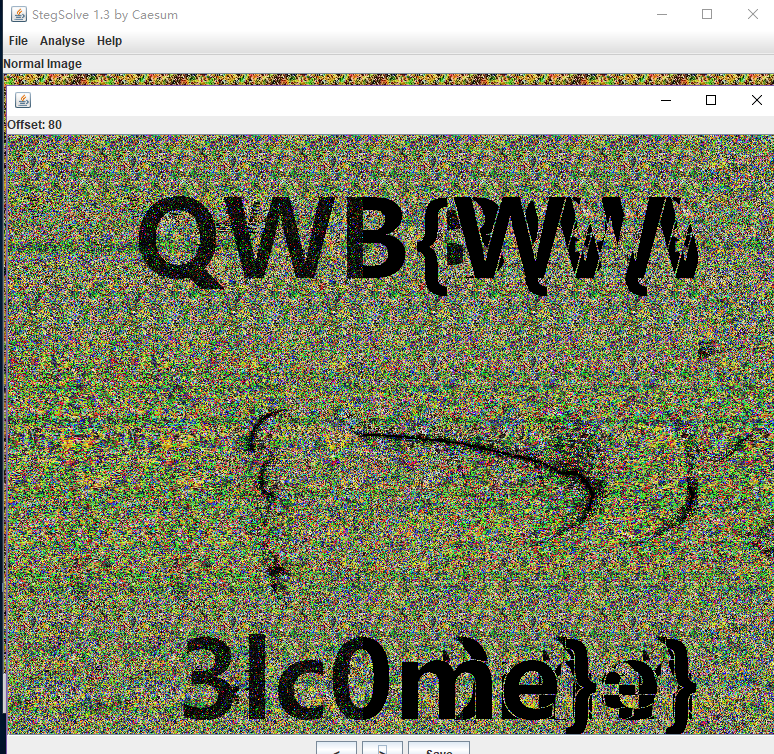 StegSolve 1.3 by Caesum
File Analyse Help
Normal Image
Offset: 80
QWB{W
3lc0me}
< > Save